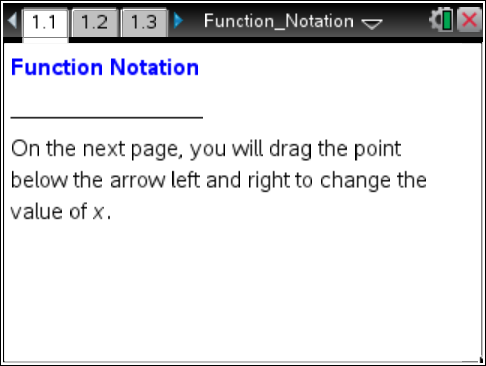 1.1 1.2 1.3 Function_Notation
Function Notation
On the next page, you will drag the point
below the arrow left and right to change the
value of x.